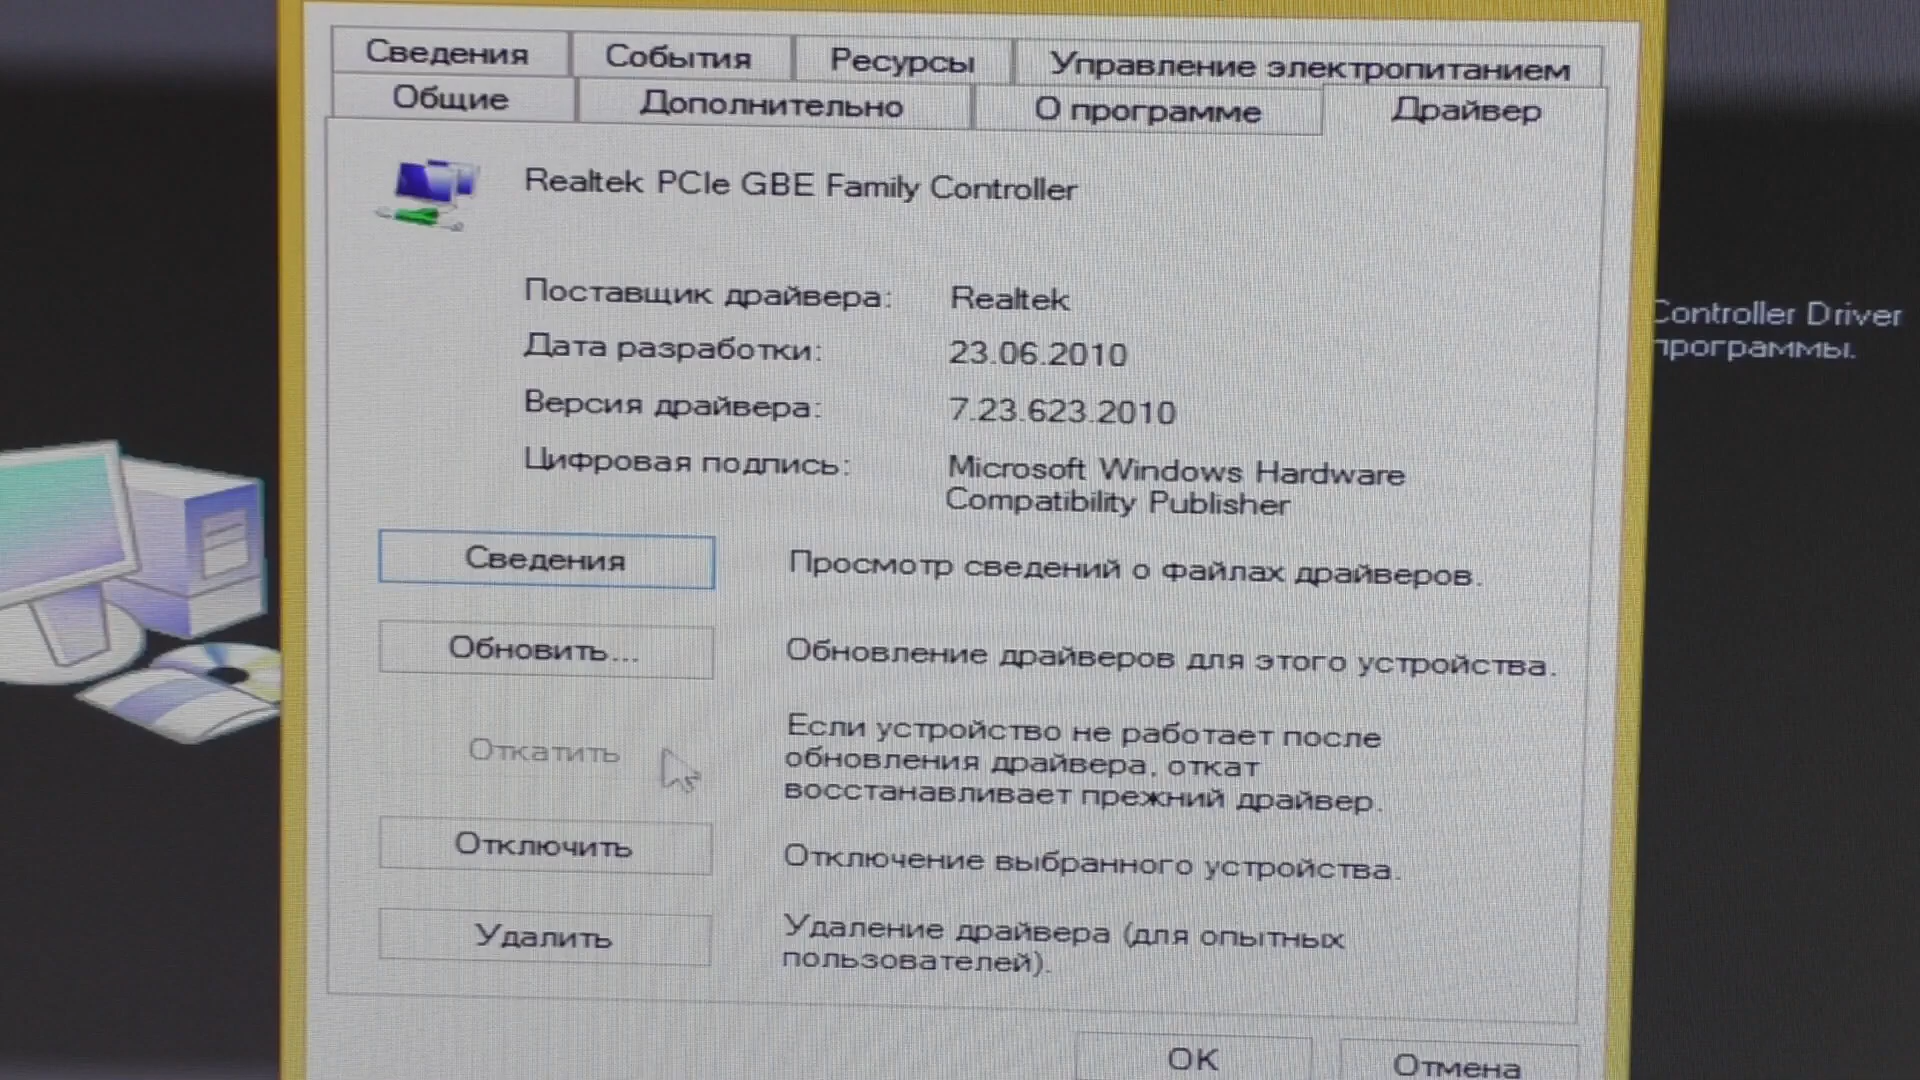 Сведения
События
Ресурсы
Управление электропитанием
Общие
Дополнительно
О программе
Драйвер
Realtek PCIe GBE Family Controller
Поставщик драйвера: Realtek
Дата разработки: 23.06.2010
Версия драйвера: 7.23.623.2010
Цифровая подпись: Microsoft Windows Hardware
Compatibility Publisher
Сведения
Просмотр сведений о файлах драйверов.
Обновить...
Обновление драйверов для этого устройства.
Откатить
Если устройство не работает после
обновления драйвера, откат
восстанавливает прежний драйвер.
Отключить
Отключение выбранного устройства.
Удалить
Удаление драйвера (для опытных
пользователей).
OK
Отмена
Controller Driver
программы.